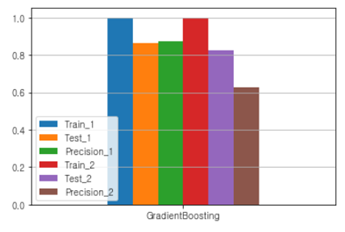 1.0
0.8
0.6
0.4
0.2
0.0
Train_1
Test_1
Precision_1
Train_2
Test_2
Precision_2
GradientBoosting